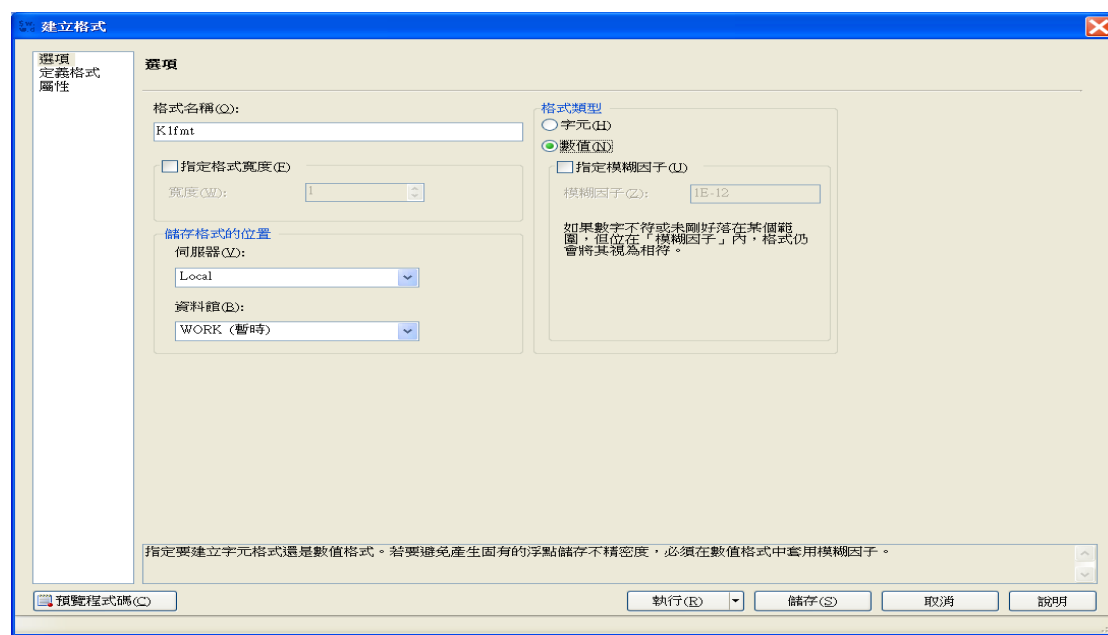 建立格式
選項
定義格式
屬性
選項
格式名稱(O):
K1fmt
指定格式寬度(F)
寬度(W):
1
儲存格式的位置
伺服器(V):
Local
資料館(B):
WORK (暫時)
格式類型
字元(H)
數值(N)
指定模糊因子(U)
模糊因子(Z):
1E-12
如果數字不符或未剛好落在某個範
圍，但位在「模糊因子」內，格式仍
會將其視為相符。
指定要建立字元格式還是數值格式。若要避免產生固有的浮點儲存不精密度，必須在數值格式中套用模糊因子。
預覽程式碼(C)
執行(R)
儲存(S)
取消
說明